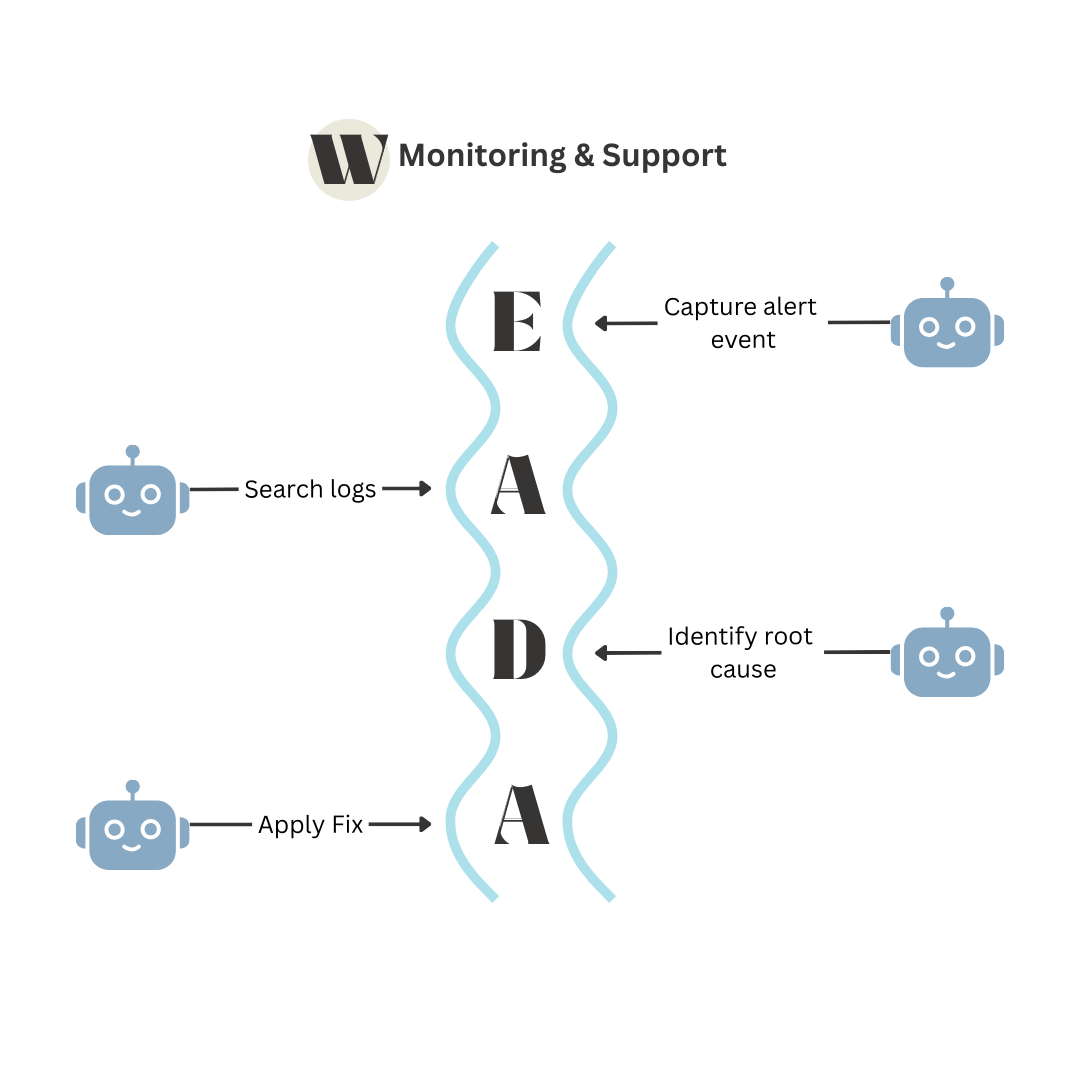 W Monitoring & Support
E
Capture alert
event
Search logs
A
D
Identify root
cause
Apply Fix
A